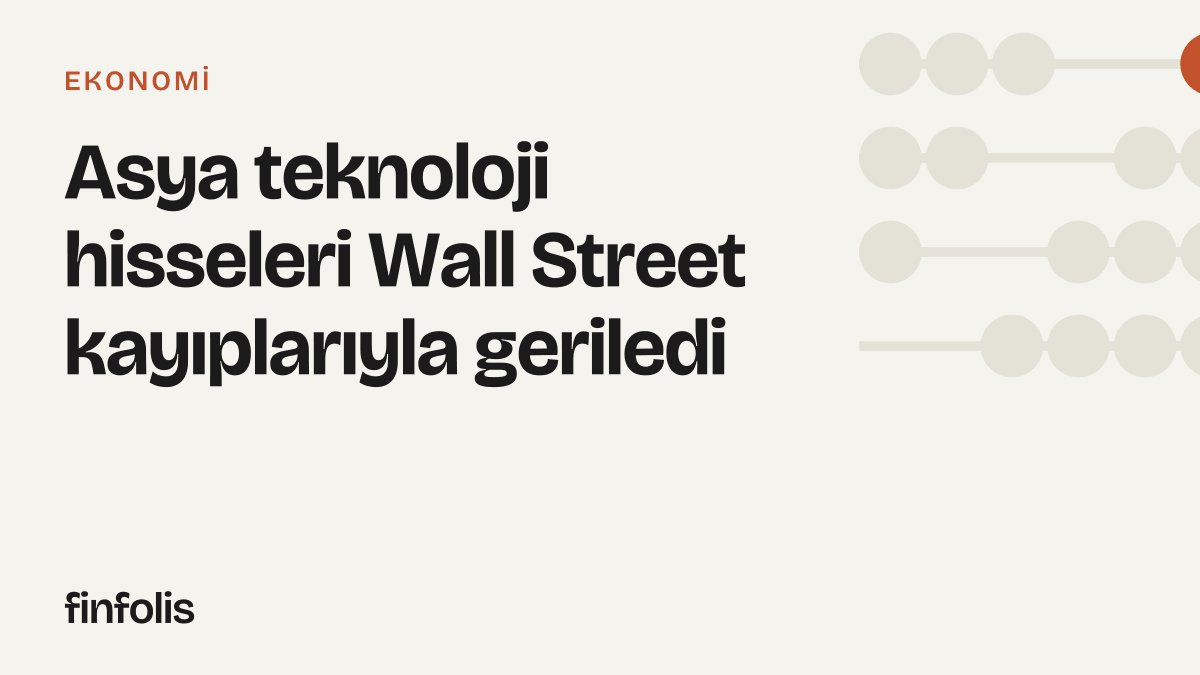 EKONOMİ
Asya teknoloji
hisseleri Wall Street
kayıplarıyla geriledi
finfolis